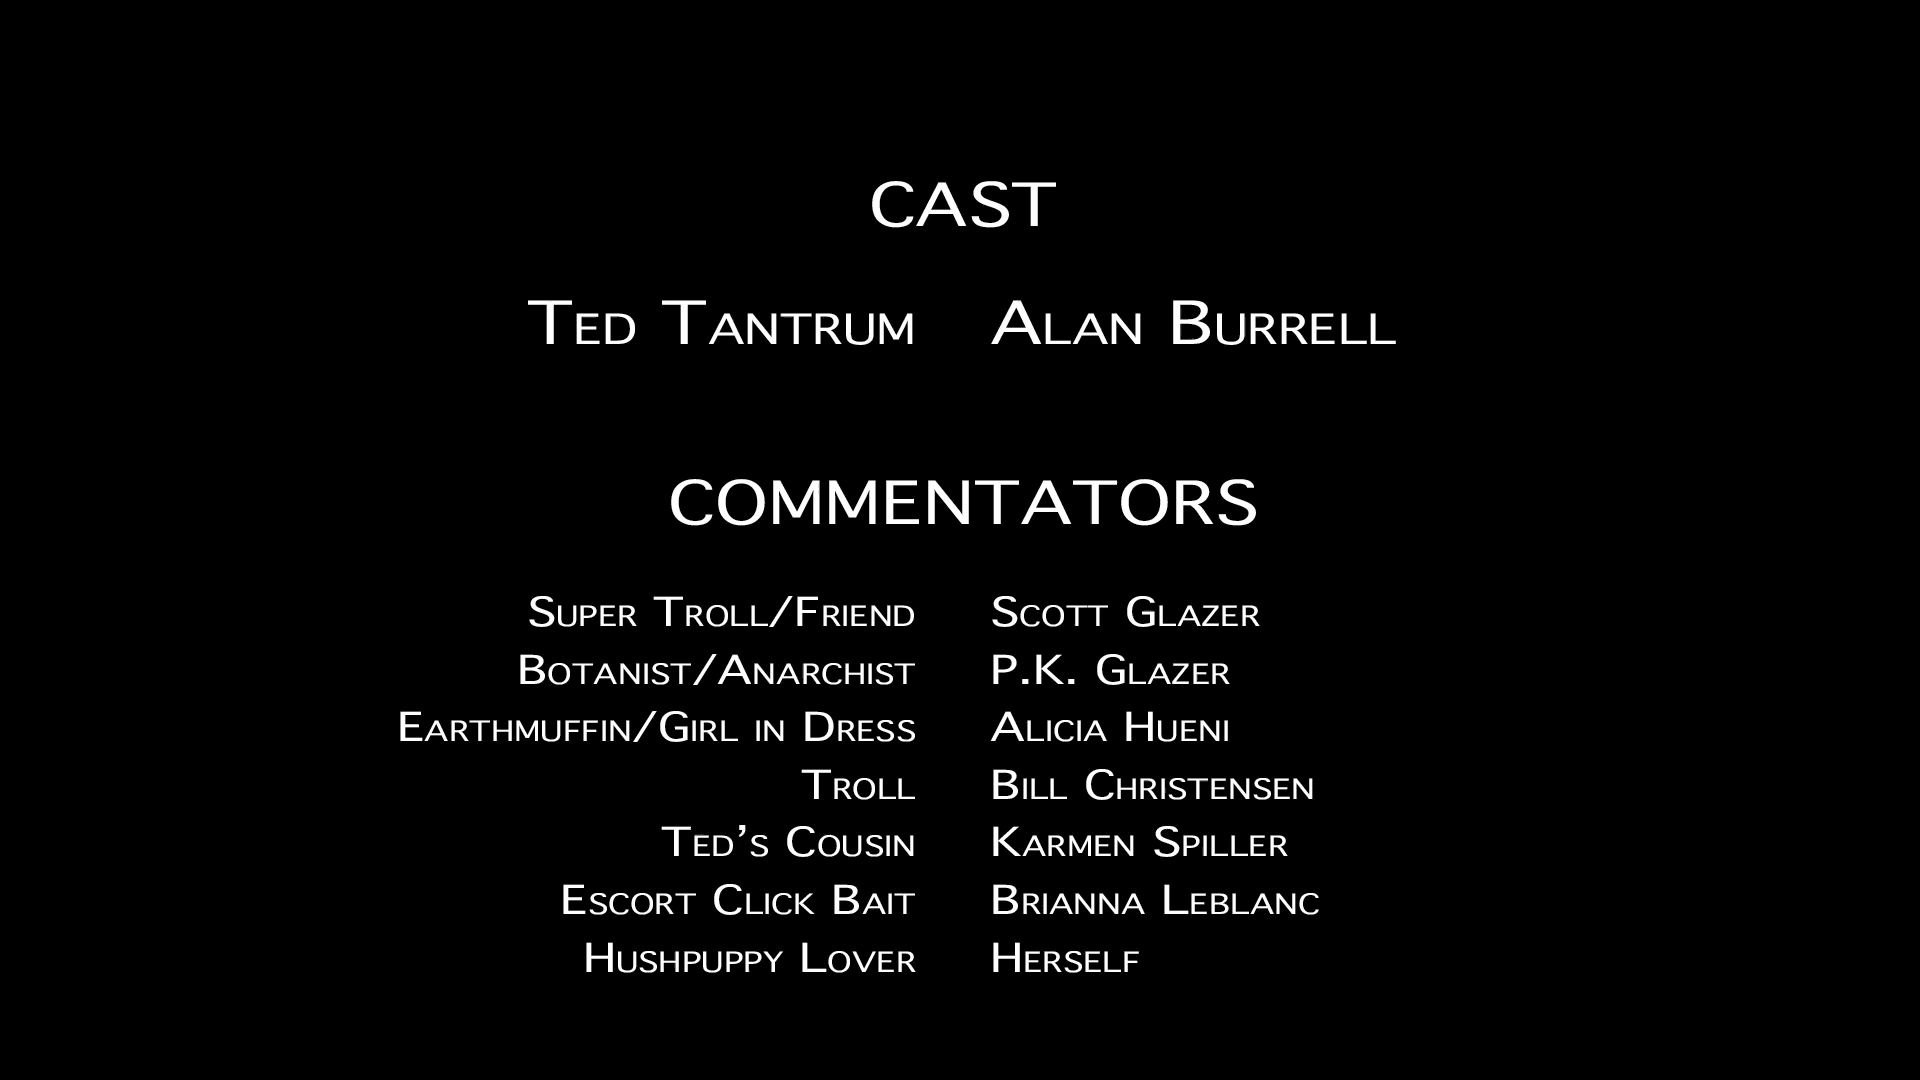 CAST
Ted Tantrum Alan Burrell
COMMENTATORS
Super Troll/Friend Scott Glazer
Botanist/Anarchist P.K. Glazer
Earthmuffin/Girl in Dress Alicia Hueni
Troll Bill Christensen
Ted’s Cousin Karmen Spiller
Escort Click Bait Brianna Leblanc
Hushpuppy Lover Herself